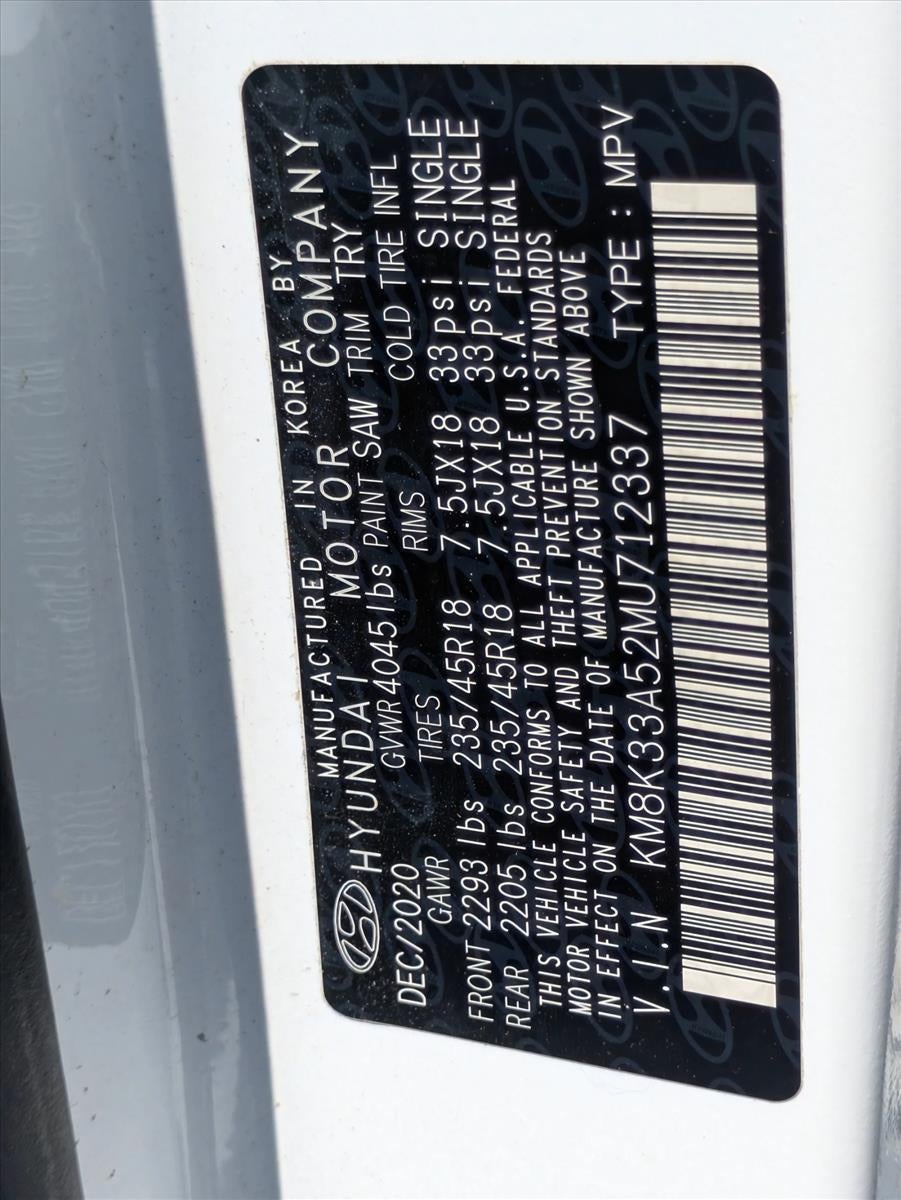 MANUFACTURED IN KOREA BY
HYUNDAI MOTOR COMPANY
DEC/2020 GVWR 4045lbs PAINT SAW TRIM TRY
GAWR TIRES RIMS COLD TIRE INFL
FRONT 2293 lbs 235/45R18 7.5JX18 33psi SINGLE
REAR 2205 lbs 235/45R18 7.5JX18 33psi SINGLE
THIS VEHICLE CONFORMS TO ALL APPLICABLE U.S.A. FEDERAL
MOTOR VEHICLE SAFETY AND THEFT PREVENTION STANDARDS
IN EFFECT ON THE DATE OF MANUFACTURE SHOWN ABOVE
V.I.N KM8K33A52MU712337 TYPE : MPV